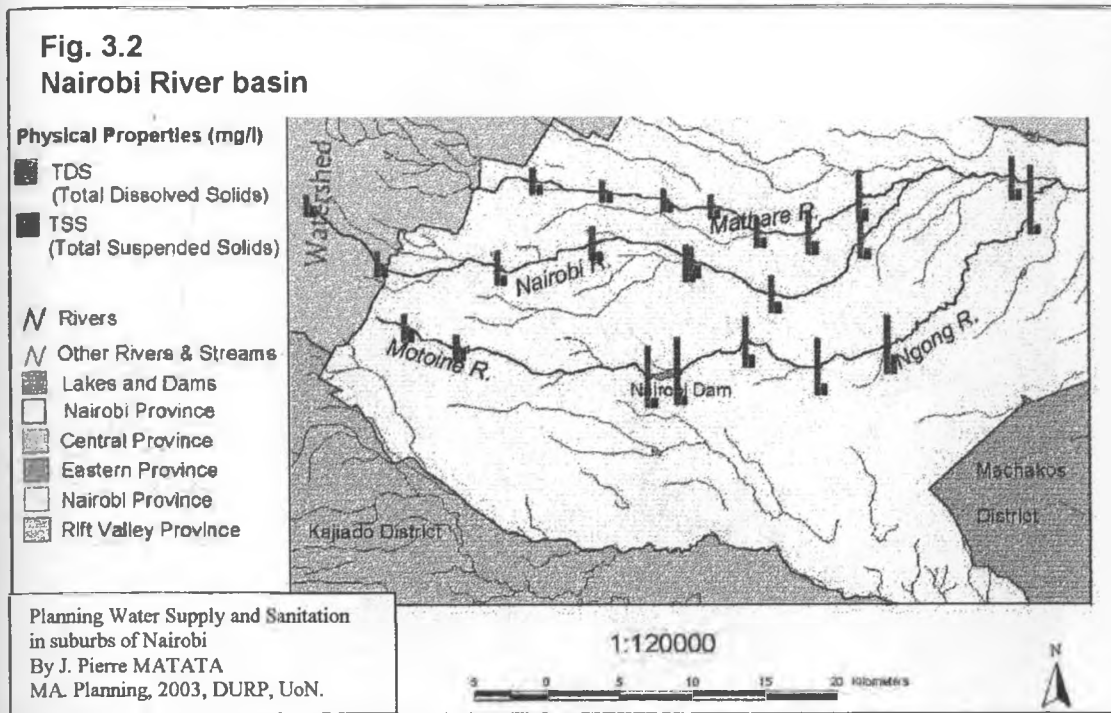 Fig. 3.2
Nairobi River basin
Physical Properties (mg/l)
TDS
(Total Dissolved Solids)
TSS
(Total Suspended Solids)
Rivers
Other Rivers & Streams
Lakes and Dams
Nairobi Province
Central Province
Eastern Province
Nairobi Province
Rift Valley Province
Watershed
Mathare R.
Nairobi R.
Motoine R.
Ngong R.
Nairobi Dam
Machakos
District
Kajiado District
Planning Water Supply and Sanitation
in suburbs of Nairobi
By J. Pierre MATATA
MA. Planning, 2003, DURP, UoN.
1:120000
N
5 0 5 10 15 20 Kilometers